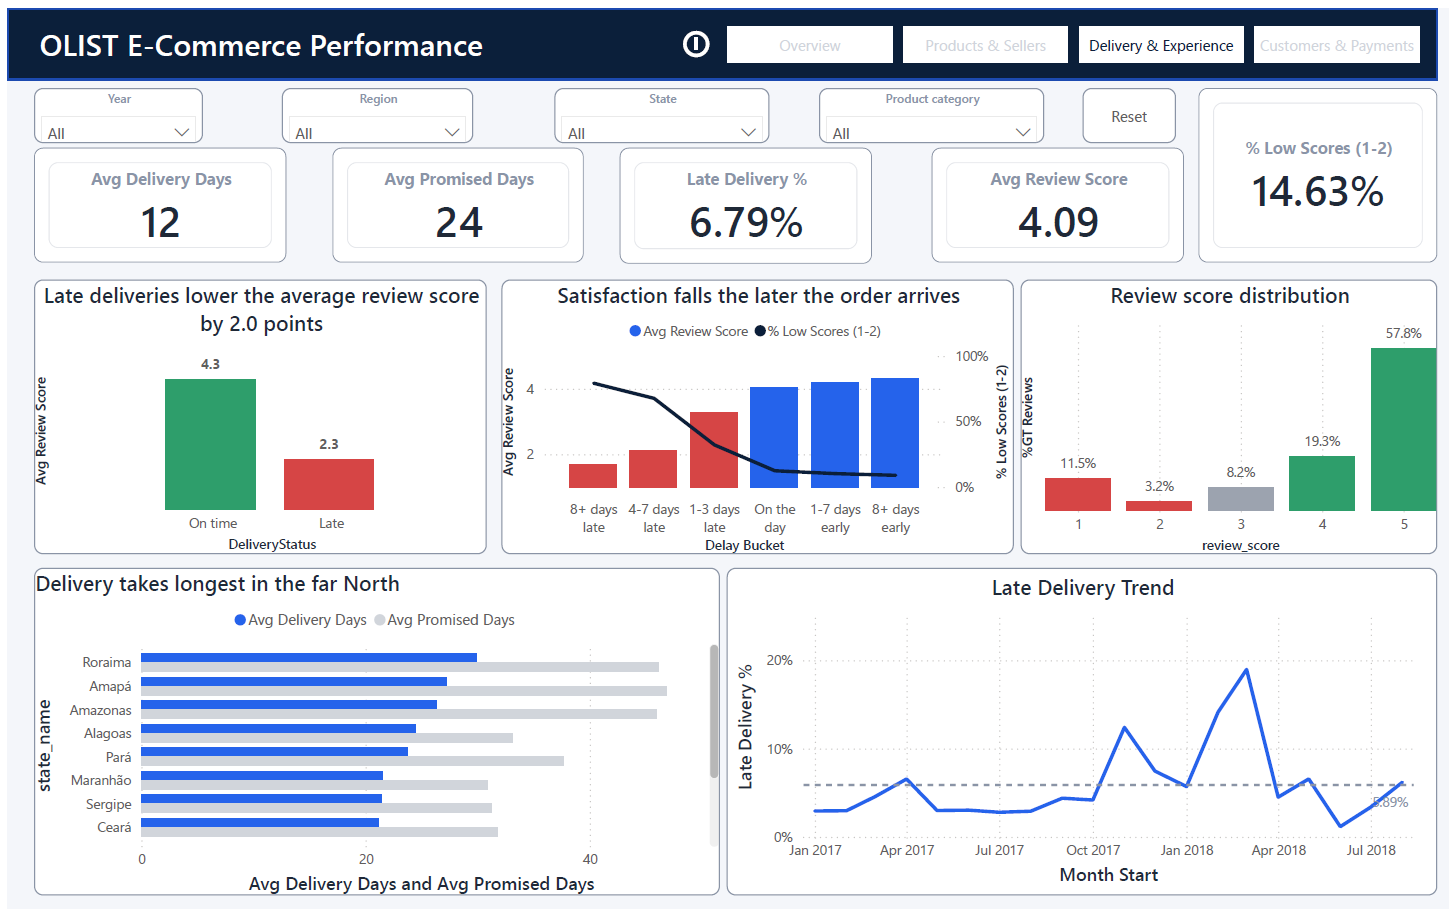 OLIST E-Commerce Performance
Overview
Products & Sellers
Delivery & Experience
Customers & Payments
Year
All
Region
All
State
All
Product category
All
Reset
% Low Scores (1-2)
14.63%
Avg Delivery Days
12
Avg Promised Days
24
Late Delivery %
6.79%
Avg Review Score
4.09
Late deliveries lower the average review score
by 2.0 points
Avg Review Score
4.3
2.3
On time
Late
DeliveryStatus
Satisfaction falls the later the order arrives
Avg Review Score
% Low Scores (1-2)
Avg Review Score
4
2
100%
50%
0%
% Low Scores (1-2)
8+ days
late
4-7 days
late
1-3 days
late
On the
day
1-7 days
early
8+ days
early
Delay Bucket
Review score distribution
%GT Reviews
11.5%
3.2%
8.2%
19.3%
57.8%
1
2
3
4
5
review_score
Delivery takes longest in the far North
Avg Delivery Days
Avg Promised Days
state_name
Roraima
Amapá
Amazonas
Alagoas
Pará
Maranhão
Sergipe
Ceará
0
20
40
Avg Delivery Days and Avg Promised Days
Late Delivery Trend
Late Delivery %
20%
10%
0%
5.89%
Jan 2017
Apr 2017
Jul 2017
Oct 2017
Jan 2018
Apr 2018
Jul 2018
Month Start